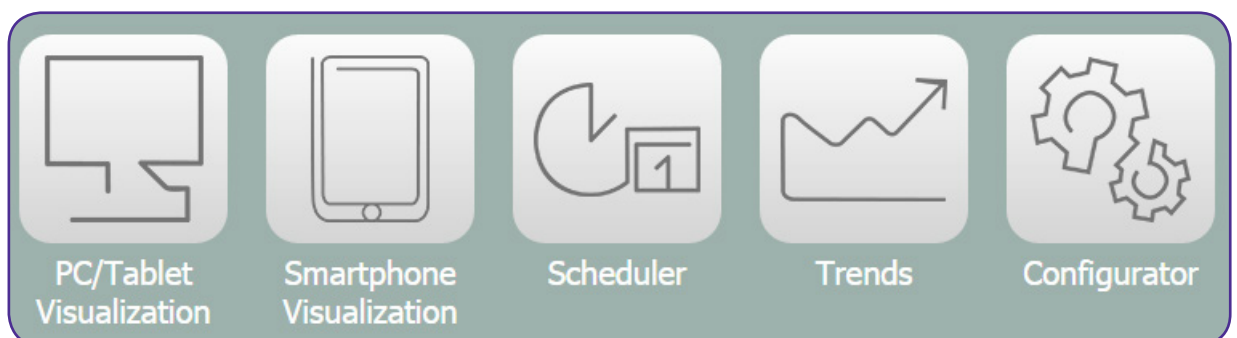 1
PC/Tablet
Visualization
Smartphone
Visualization
Scheduler
Trends
Configurator